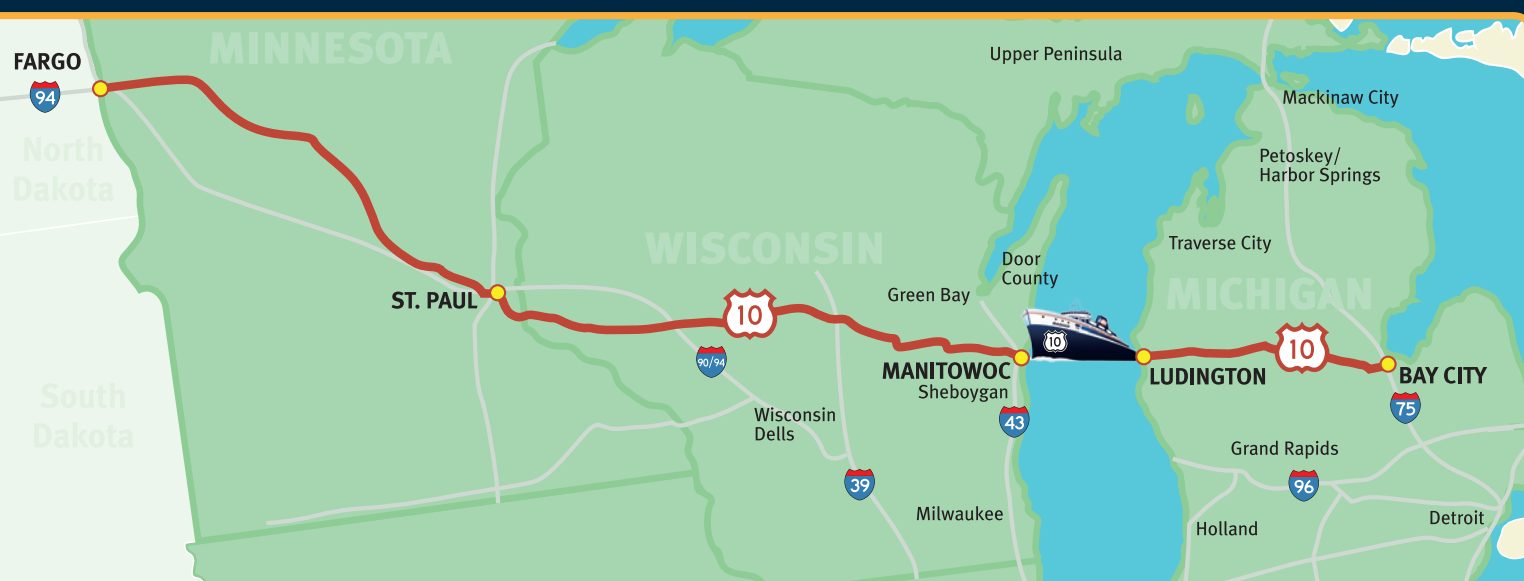 MINNESOTA
FARGO
94
North
Dakota
South
Dakota
ST. PAUL
WISCONSIN
10
90/94
Wisconsin
Dells
39
Upper Peninsula
Door
County
Green Bay
10
MANITOWOC
Sheboygan
43
Milwaukee
Mackinaw City
Petoskey/
Harbor Springs
Traverse City
MICHIGAN
10
LUDINGTON
BAY CITY
75
Grand Rapids
96
Holland
Detroit